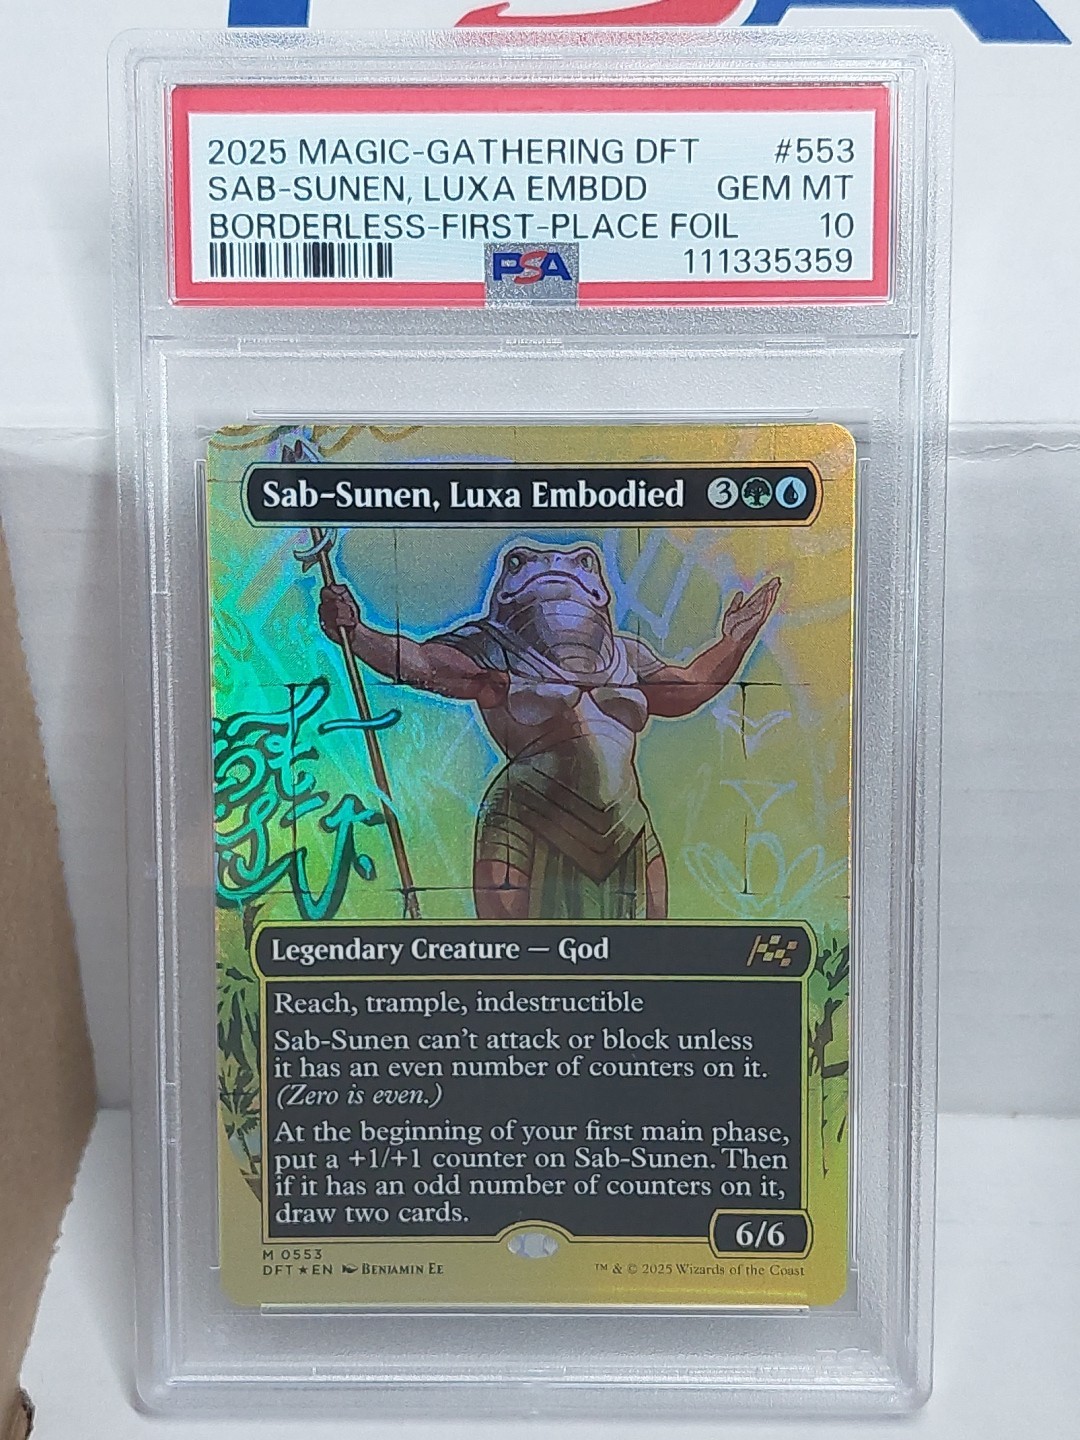 2025 MAGIC-GATHERING DFT #553
SAB-SUNEN, LUXA EMBDD GEM MT
BORDERLESS-FIRST-PLACE FOIL 10
PSA 111335359
Sab-Sunen, Luxa Embodied 3
Legendary Creature — God
Reach, trample, indestructible
Sab-Sunen can't attack or block unless
it has an even number of counters on it.
(Zero is even.)
At the beginning of your first main phase,
put a +1/+1 counter on Sab-Sunen. Then
if it has an odd number of counters on it,
draw two cards.
6/6
M 0553
DFT ★ EN Benjamin Ee
™ & © 2025 Wizards of the Coast